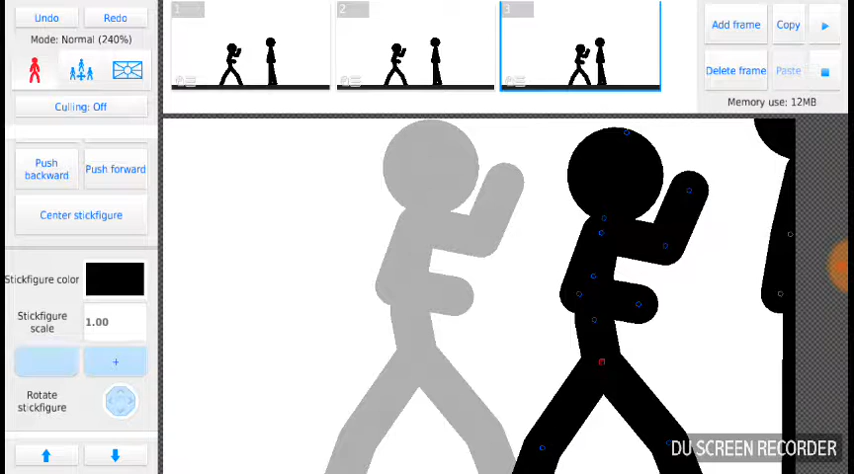 Undo
Redo
Mode: Normal (240%)
Culling: Off
Push backward
Push forward
Center stickfigure
Stickfigure color
Stickfigure scale
1.00
+
Rotate stickfigure
1
2
3
Add frame
Copy
Delete frame
Paste
Memory use: 12MB
DU SCREEN RECORDER